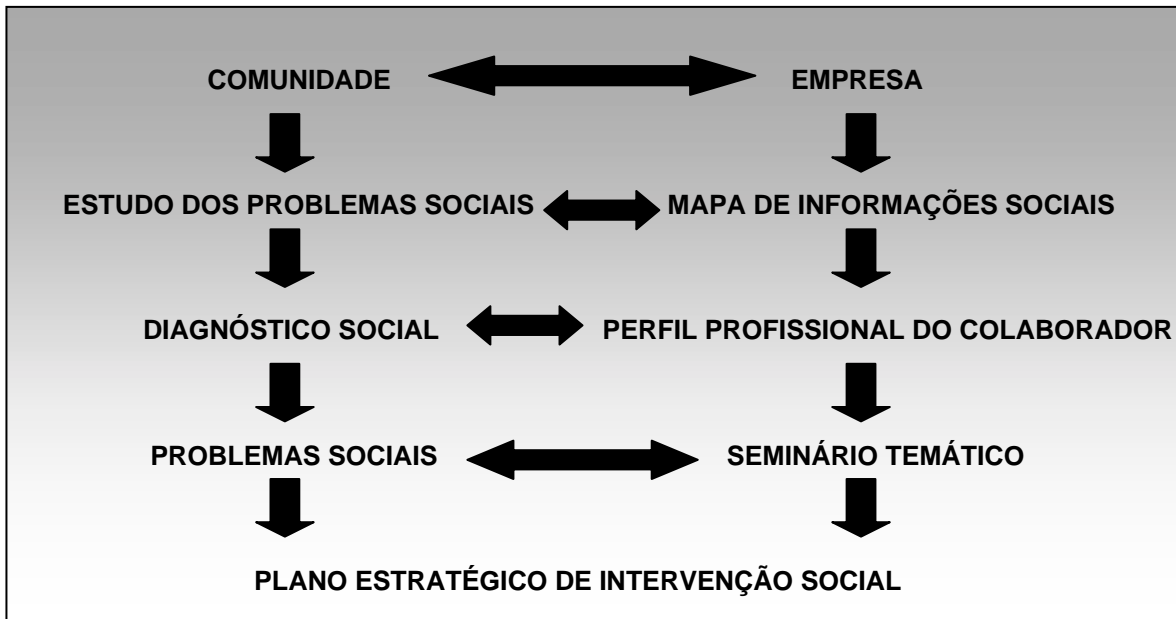 COMUNIDADE
EMPRESA
ESTUDO DOS PROBLEMAS SOCIAIS
MAPA DE INFORMAÇÕES SOCIAIS
DIAGNÓSTICO SOCIAL
PERFIL PROFISSIONAL DO COLABORADOR
PROBLEMAS SOCIAIS
SEMINÁRIO TEMÁTICO
PLANO ESTRATÉGICO DE INTERVENÇÃO SOCIAL